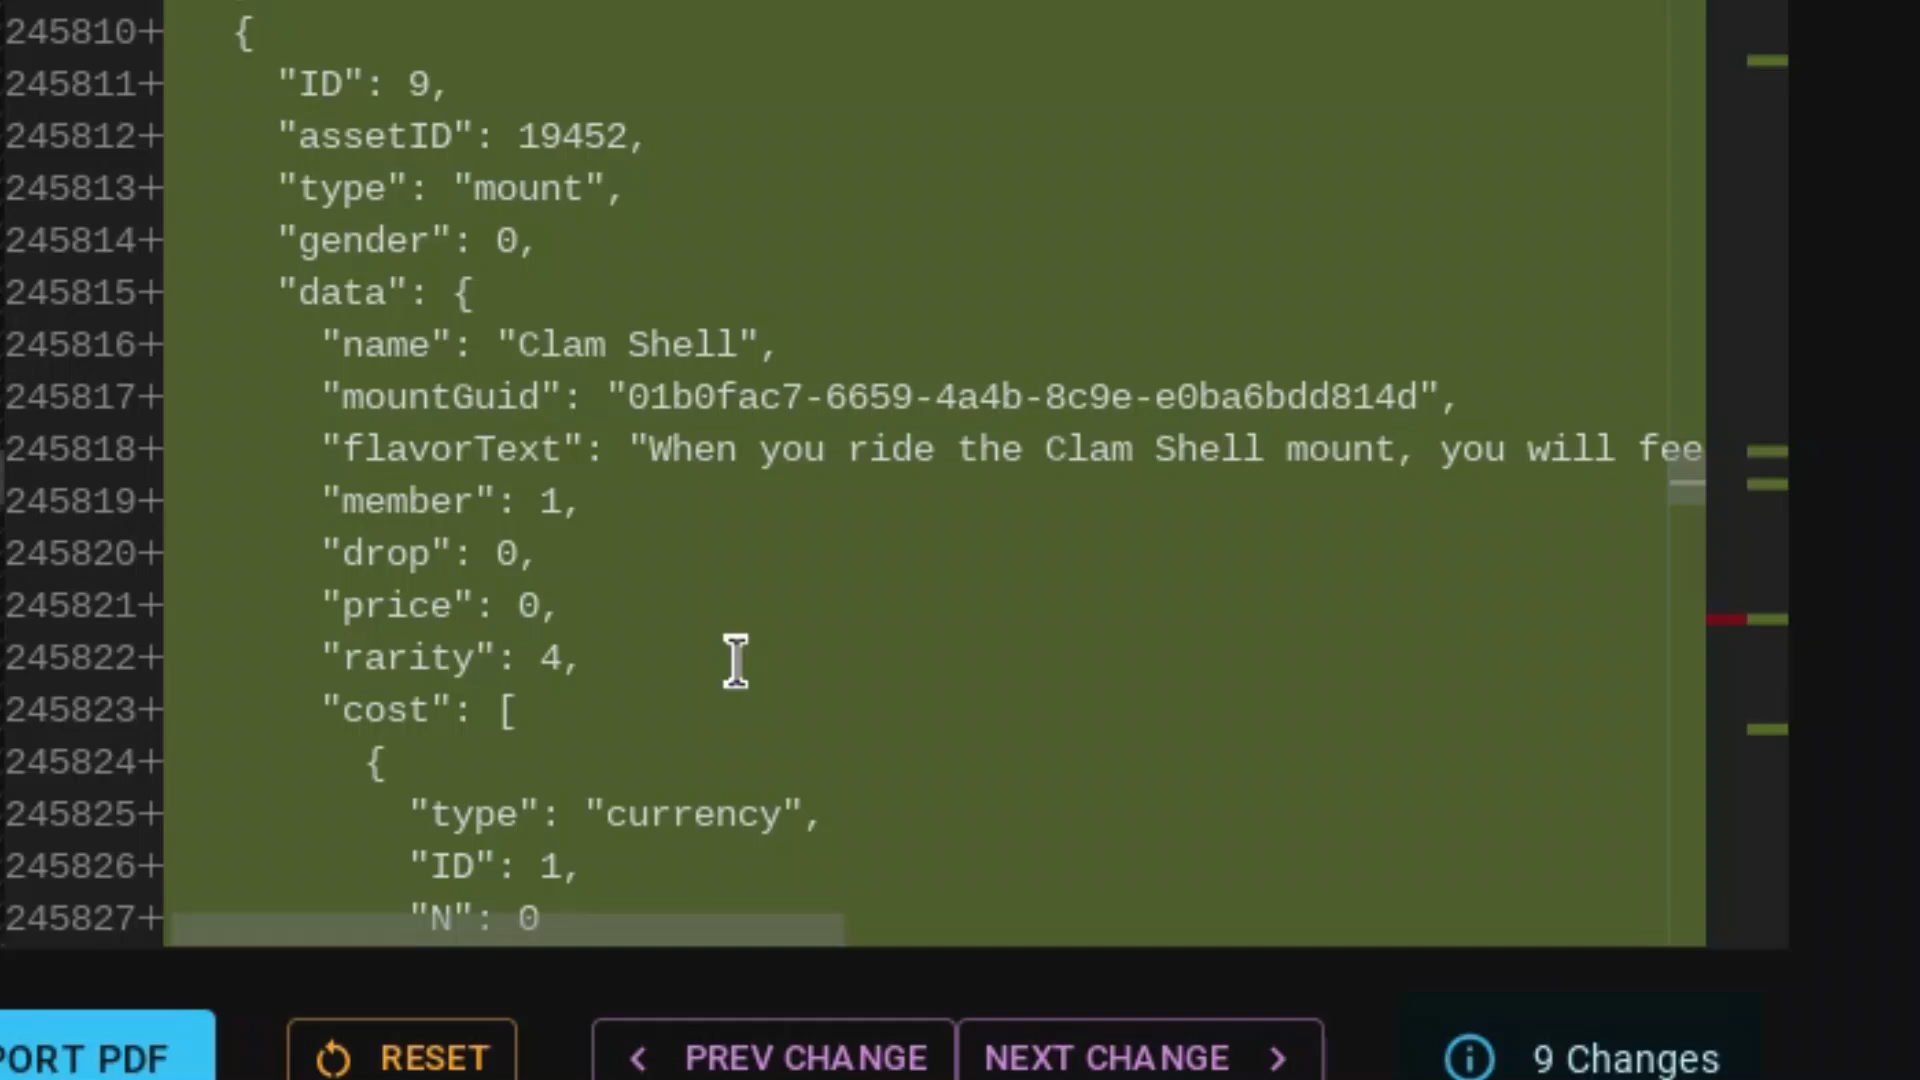 245810+ {
245811+ "ID": 9,
245812+ "assetID": 19452,
245813+ "type": "mount",
245814+ "gender": 0,
245815+ "data": {
245816+ "name": "Clam Shell",
245817+ "mountGuid": "01b0fac7-6659-4a4b-8c9e-e0ba6bdd814d",
245818+ "flavorText": "When you ride the Clam Shell mount, you will fee
245819+ "member": 1,
245820+ "drop": 0,
245821+ "price": 0,
245822+ "rarity": 4,
245823+ "cost": [
245824+ {
245825+ "type": "currency",
245826+ "ID": 1,
245827+ "N": 0
PORT PDF RESET < PREV CHANGE NEXT CHANGE > 9 Changes